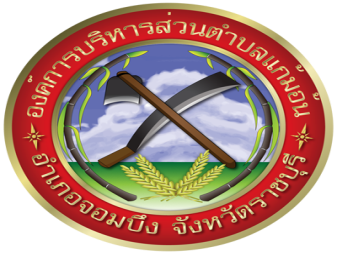 องค์การบริหารส่วนตำบลแก้มอ้น
อำเภอจอมบึง จังหวัดราชบุรี